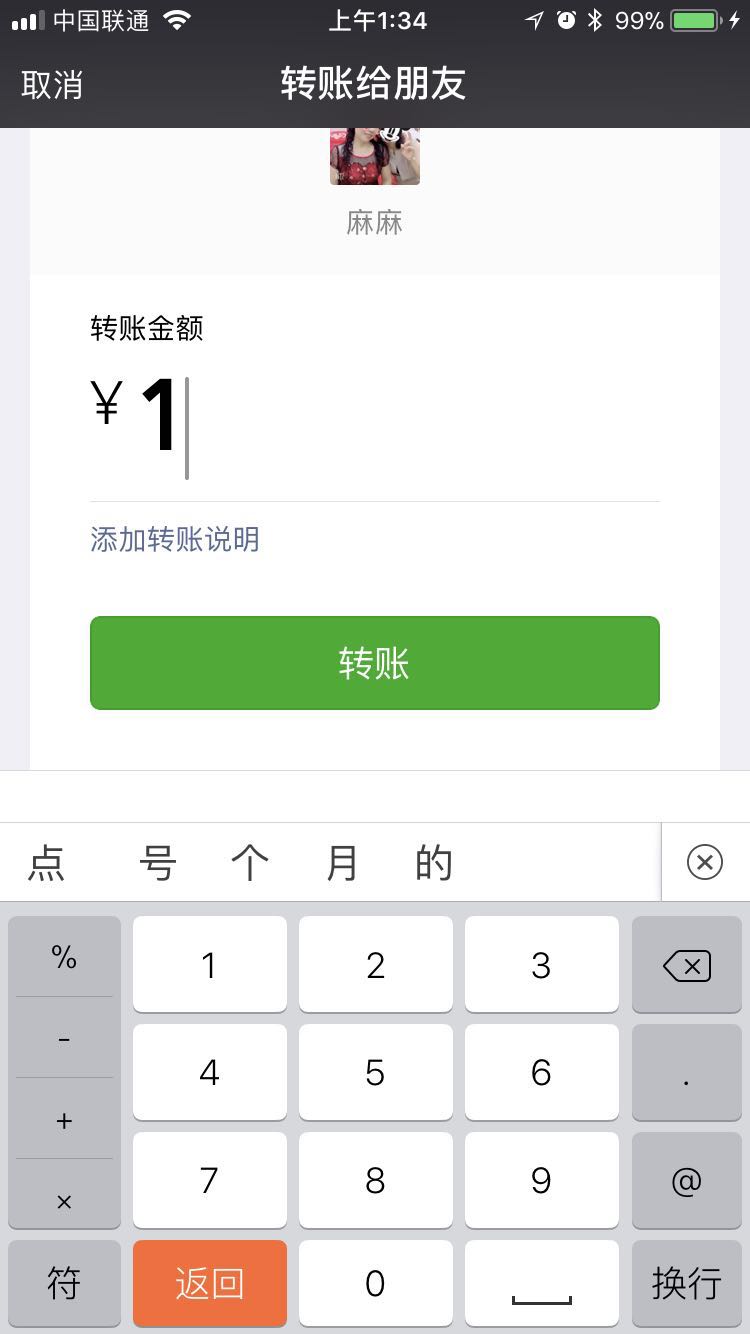 中国联通 上午1:34 99%
取消 转账给朋友
麻麻
转账金额
¥1
添加转账说明
转账
点 号 个 月 的
% 1 2 3
- 4 5 6 .
+ 7 8 9 @
×
符 返回 0 换行